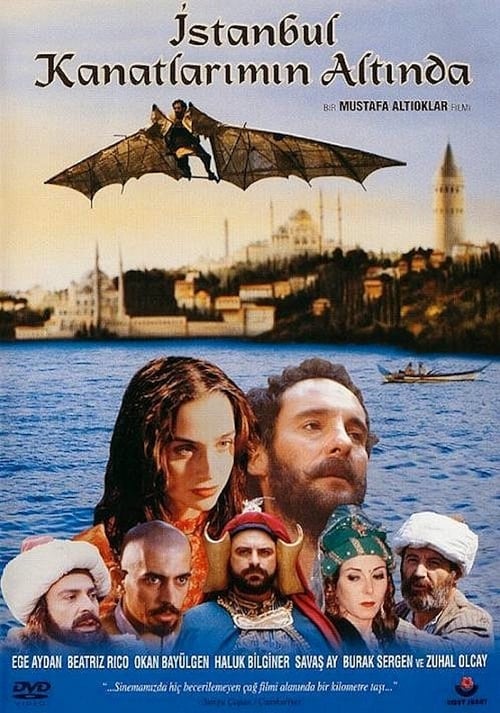 İstanbul
Kanatlarımın Altında
BİR MUSTAFA ALTIOKLAR FİLMİ
EGE AYDAN BEATRIZ RICO OKAN BAYÜLGEN HALUK BİLGİNER SAVAŞ AY BURAK SERGEN VE ZUHAL OLCAY
DVD
VIDEO
"...Sinemamızda hiç becerilemeyen çağ filmi alanında bir kilometre taşı..."